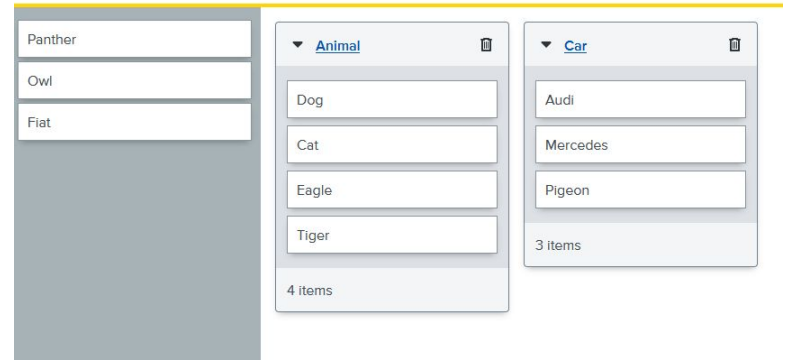 Panther
Owl
Fiat
Animal
Dog
Cat
Eagle
Tiger
4 items
Car
Audi
Mercedes
Pigeon
3 items